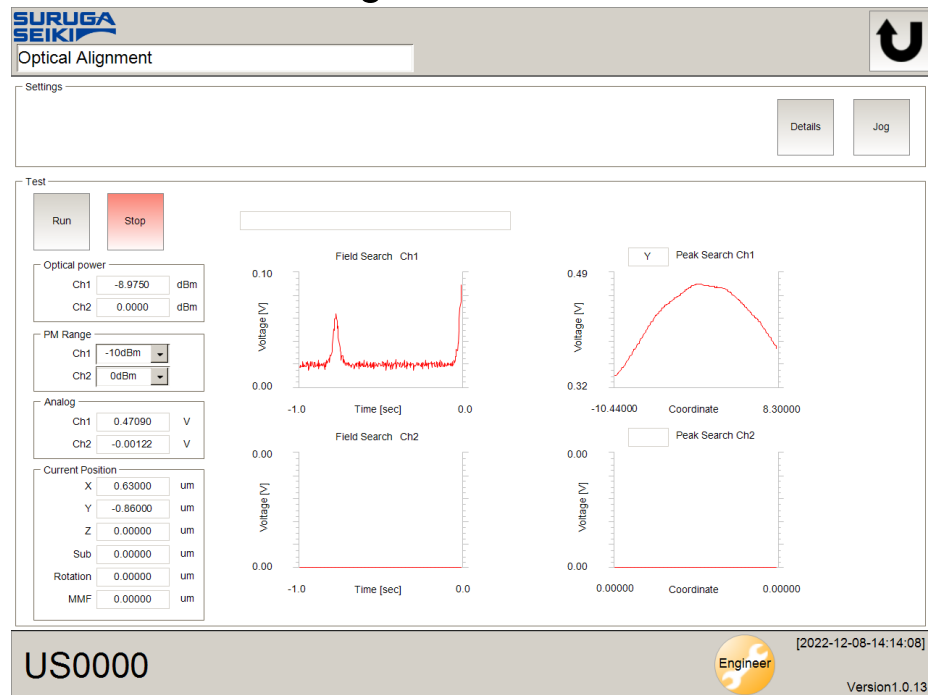 SURUGA
SEIKI
Optical Alignment
Settings
Details
Jog
Test
Run
Stop
Optical power
Ch1 -8.9750 dBm
Ch2 0.0000 dBm
PM Range
Ch1 -10dBm
Ch2 0dBm
Analog
Ch1 0.47090 V
Ch2 -0.00122 V
Current Position
X 0.63000 um
Y -0.86000 um
Z 0.00000 um
Sub 0.00000 um
Rotation 0.00000 um
MMF 0.00000 um
Field Search Ch1
0.10
Voltage [V]
0.00
-1.0 Time [sec] 0.0
Y Peak Search Ch1
0.49
Voltage [V]
0.32
-10.44000 Coordinate 8.30000
Field Search Ch2
0.00
Voltage [V]
0.00
-1.0 Time [sec] 0.0
Peak Search Ch2
0.00
Voltage [V]
0.00
0.00000 Coordinate 0.00000
US0000
Engineer
[2022-12-08-14:14:08]
Version1.0.13